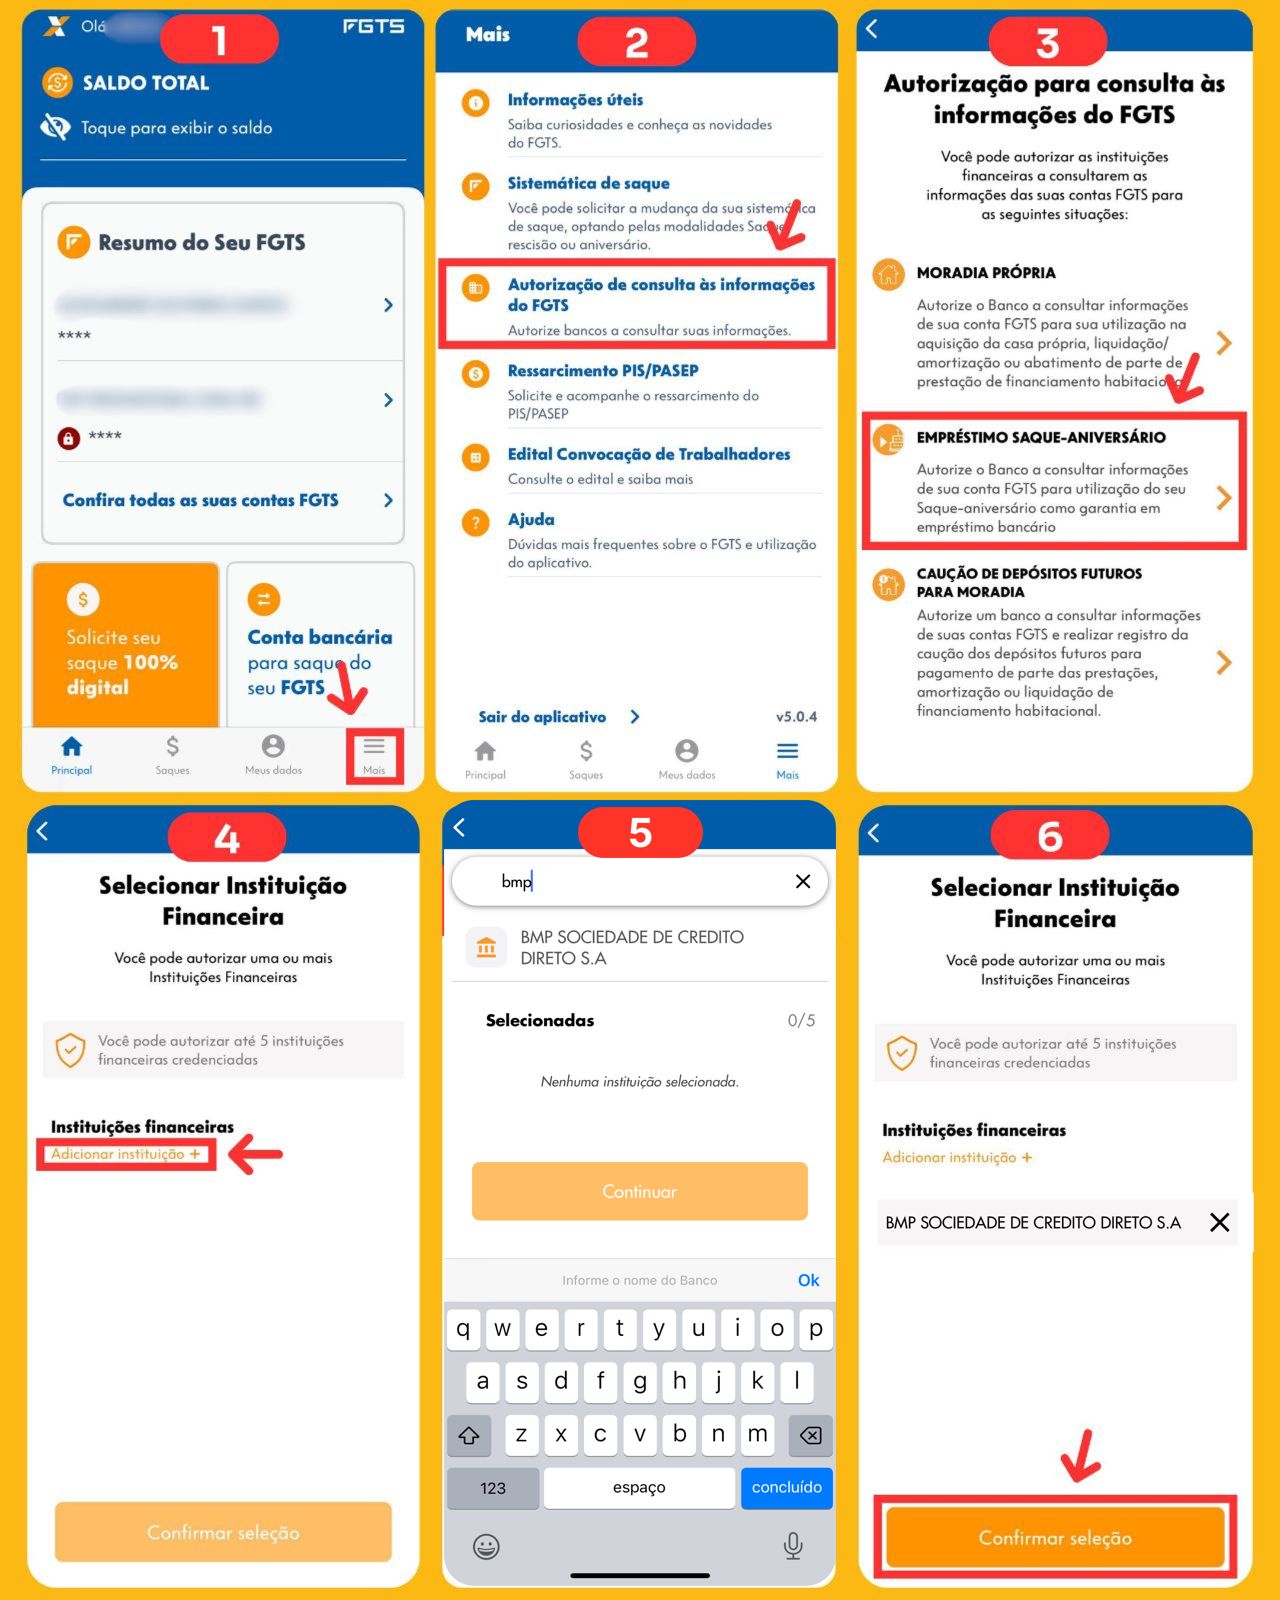 1
Olá
FGTS
SALDO TOTAL
Toque para exibir o saldo
Resumo do Seu FGTS
****
****
Confira todas as suas contas FGTS
$
Solicite seu
saque 100%
digital
Conta bancária
para saque do
seu FGTS
Principal
Saques
Meus dados
Mais
2
Mais
Informações úteis
Saiba curiosidades e conheça as novidades
do FGTS.
Sistemática de saque
Você pode solicitar a mudança da sua sistemática
de saque, optando pelas modalidades
rescisão ou aniversário.
Autorização de consulta às informações
do FGTS
Autorize bancos a consultar suas informações.
Ressarcimento PIS/PASEP
Solicite e acompanhe o ressarcimento do
PIS/PASEP
Edital Convocação de Trabalhadores
Consulte o edital e saiba mais
Ajuda
Dúvidas mais frequentes sobre o FGTS e utilização
do aplicativo.
Sair do aplicativo
v5.0.4
Principal
Saques
Meus dados
Mais
3
Autorização para consulta às
informações do FGTS
Você pode autorizar as instituições
financeiras a consultarem as
informações das suas contas FGTS para
as seguintes situações:
MORADIA PRÓPRIA
Autorize o Banco a consultar informações
de sua conta FGTS para sua utilização na
aquisição da casa própria, liquidação/
amortização ou abatimento de parte de
prestação de financiamento habitacional
EMPRÉSTIMO SAQUE-ANIVERSÁRIO
Autorize o Banco a consultar informações
de sua conta FGTS para utilização do seu
Saque-aniversário como garantia em
empréstimo bancário
CAUÇÃO DE DEPÓSITOS FUTUROS
PARA MORADIA
Autorize um banco a consultar informações
de suas contas FGTS e realizar registro da
caução dos depósitos futuros para
pagamento de parte das prestações,
amortização ou liquidação de
financiamento habitacional.
4
Selecionar Instituição
Financeira
Você pode autorizar uma ou mais
Instituições Financeiras
Você pode autorizar até 5 instituições
financeiras credenciadas
Instituições financeiras
Adicionar instituição +
Confirmar seleção
5
bmp
BMP SOCIEDADE DE CREDITO
DIRETO S.A
Selecionadas
0/5
Nenhuma instituição selecionada.
Continuar
Informe o nome do Banco
Ok
q w e r t y u i o p
a s d f g h j k l
z x c v b n m
123
espaço
concluído
6
Selecionar Instituição
Financeira
Você pode autorizar uma ou mais
Instituições Financeiras
Você pode autorizar até 5 instituições
financeiras credenciadas
Instituições financeiras
Adicionar instituição +
BMP SOCIEDADE DE CREDITO DIRETO S.A
Confirmar seleção